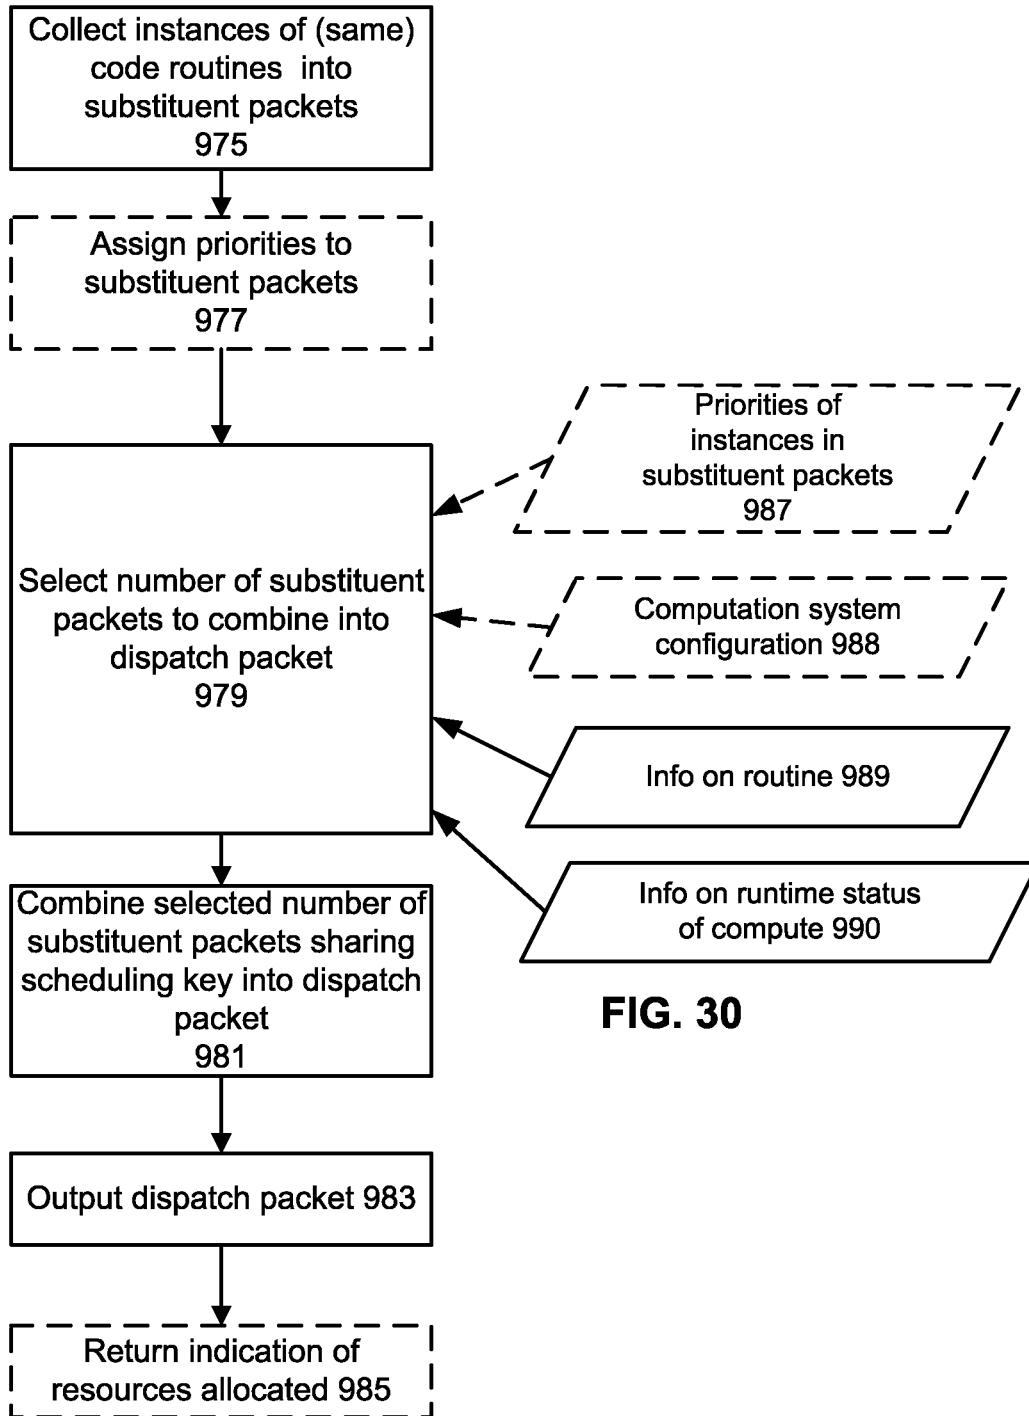 Collect instances of (same)
code routines into
substituent packets
975
Assign priorities to
substituent packets
977
Priorities of
instances in
substituent packets
987
Select number of substituent
packets to combine into
dispatch packet
979
Computation system
configuration 988
Info on routine 989
Info on runtime status
of compute 990
Combine selected number of
substituent packets sharing
scheduling key into dispatch
packet
981
FIG. 30
Output dispatch packet 983
Return indication of
resources allocated 985